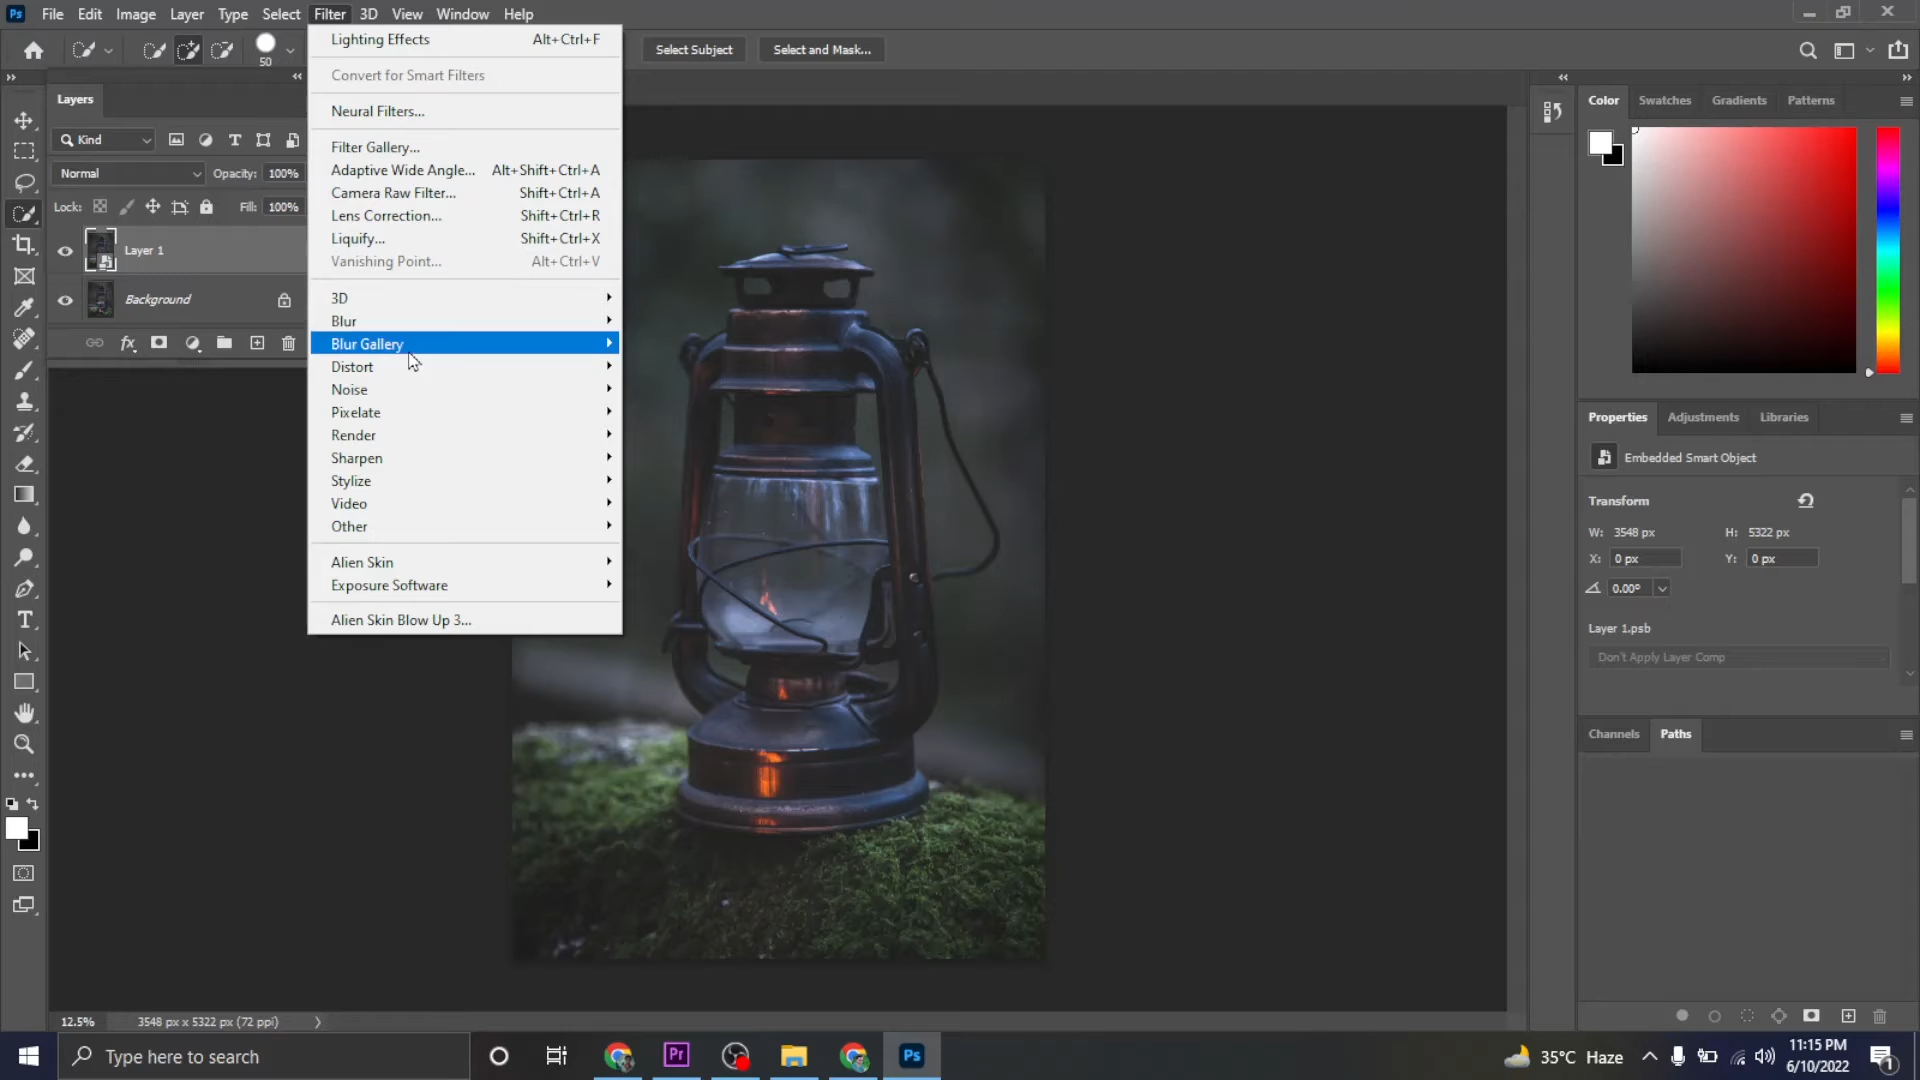 Ps File Edit Image Layer Type Select Filter 3D View Window Help
50 Select Subject Select and Mask...
Layers
Kind
Normal Opacity: 100%
Lock: Fill: 100%
Layer 1
Background
Lighting Effects Alt+Ctrl+F
Convert for Smart Filters
Neural Filters...
Filter Gallery...
Adaptive Wide Angle... Alt+Shift+Ctrl+A
Camera Raw Filter... Shift+Ctrl+A
Lens Correction... Shift+Ctrl+R
Liquify... Shift+Ctrl+X
Vanishing Point... Alt+Ctrl+V
3D
Blur
Blur Gallery
Distort
Noise
Pixelate
Render
Sharpen
Stylize
Video
Other
Alien Skin
Exposure Software
Alien Skin Blow Up 3...
Color Swatches Gradients Patterns
Properties Adjustments Libraries
Embedded Smart Object
Transform
W: 3548 px H: 5322 px
X: 0 px Y: 0 px
0.00°
Layer 1.psb
Don't Apply Layer Comp
Channels Paths
12.5% 3548 px x 5322 px (72 ppi)
Type here to search
Pr
Ps
35°C Haze
11:15 PM
6/10/2022
1